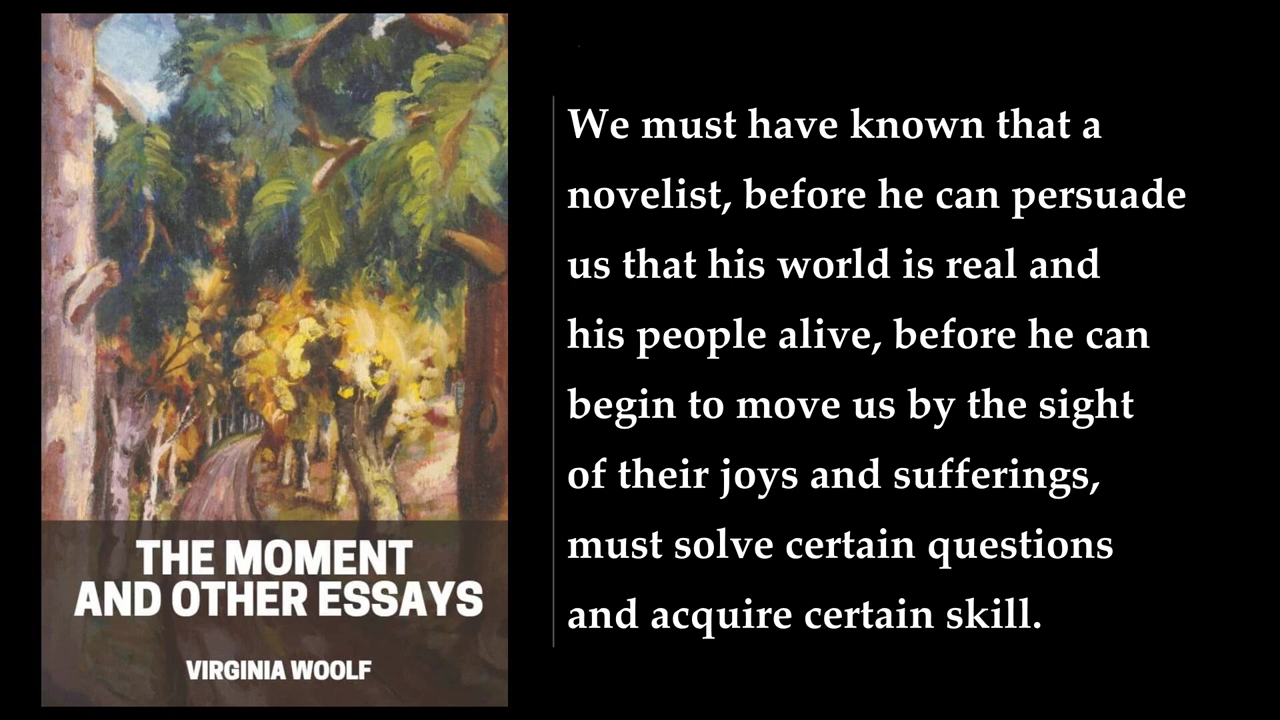 THE MOMENT
AND OTHER ESSAYS
VIRGINIA WOOLF
We must have known that a
novelist, before he can persuade
us that his world is real and
his people alive, before he can
begin to move us by the sight
of their joys and sufferings,
must solve certain questions
and acquire certain skill.